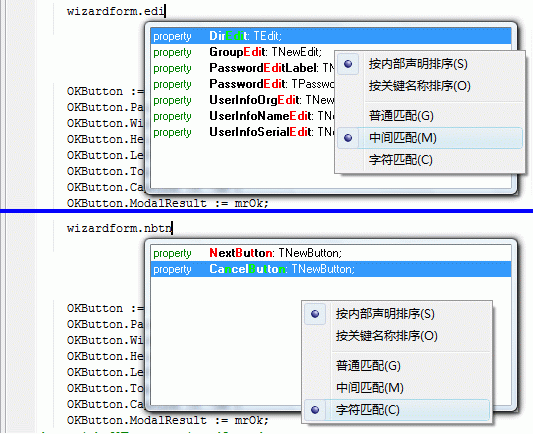 wizardform.edi
property DirEdit: TEdit;
property GroupEdit: TNewEdit;
property PasswordEditLabel: TN
property PasswordEdit: TPassw
property UserInfoOrgEdit: TNew
property UserInfoNameEdit: TN
property UserInfoSerialEdit: TNe
按内部声明排序(S)
按关键名称排序(O)
普通匹配(G)
中间匹配(M)
字符匹配(C)
OKButton :=
OKButton.Pa
OKButton.Wi
OKButton.He
OKButton.Le
OKButton.To
OKButton.Ca
OKButton.ModalResult := mrOk;
wizardform.nbtn
property NextButton: TNewButton;
property CancelButton: TNewButton;
按内部声明排序(S)
按关键名称排序(O)
普通匹配(G)
中间匹配(M)
字符匹配(C)
OKButton :=
OKButton.Pa
OKButton.Wi
OKButton.He
OKButton.Le
OKButton.To
OKButton.Ca
OKButton.ModalResult := mrOk;